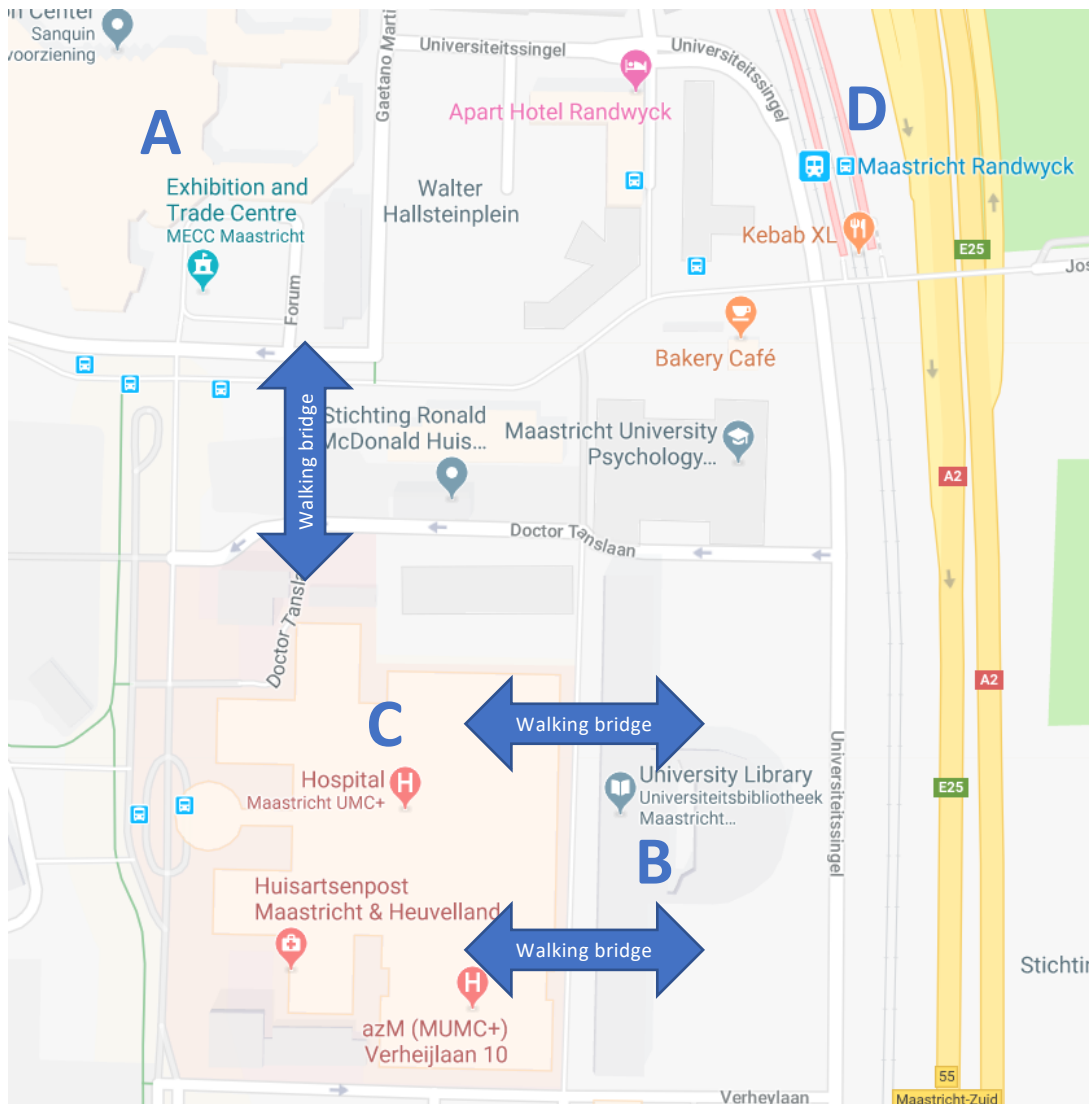 on Center
Sanquin
voorziening
A
Gaetano Marti
Universiteitssingel
Universiteitssingel
Apart Hotel Randwyck
D
Maastricht Randwyck
Exhibition and
Trade Centre
MECC Maastricht
Walter
Hallsteinplein
Kebab XL
E25
Jos
Forum
Bakery Café
Walking bridge
Stichting Ronald
McDonald Huis...
Maastricht University
Psychology...
A2
Doctor Tanslaan
Doctor Tansla
A2
C
Walking bridge
Hospital
Maastricht UMC+
University Library
Universiteitsbibliotheek
Maastricht...
Universiteitssingel
E25
B
Huisartsenpost
Maastricht & Heuvelland
Walking bridge
Stichtin
azM (MUMC+)
Verheijlaan 10
55
Verheylaan
Maastricht-Zuid